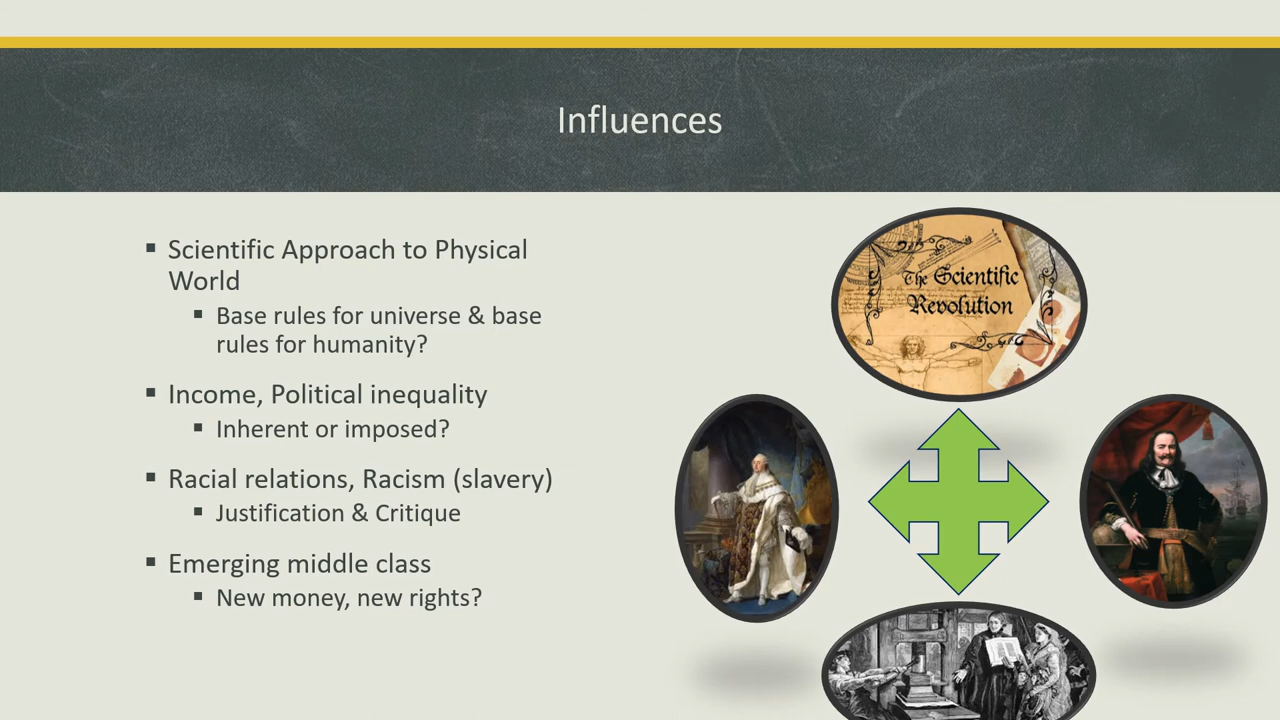 Influences
▪ Scientific Approach to Physical
World
▪ Base rules for universe & base
rules for humanity?
▪ Income, Political inequality
▪ Inherent or imposed?
▪ Racial relations, Racism (slavery)
▪ Justification & Critique
▪ Emerging middle class
▪ New money, new rights?
The Scientific
Revolution